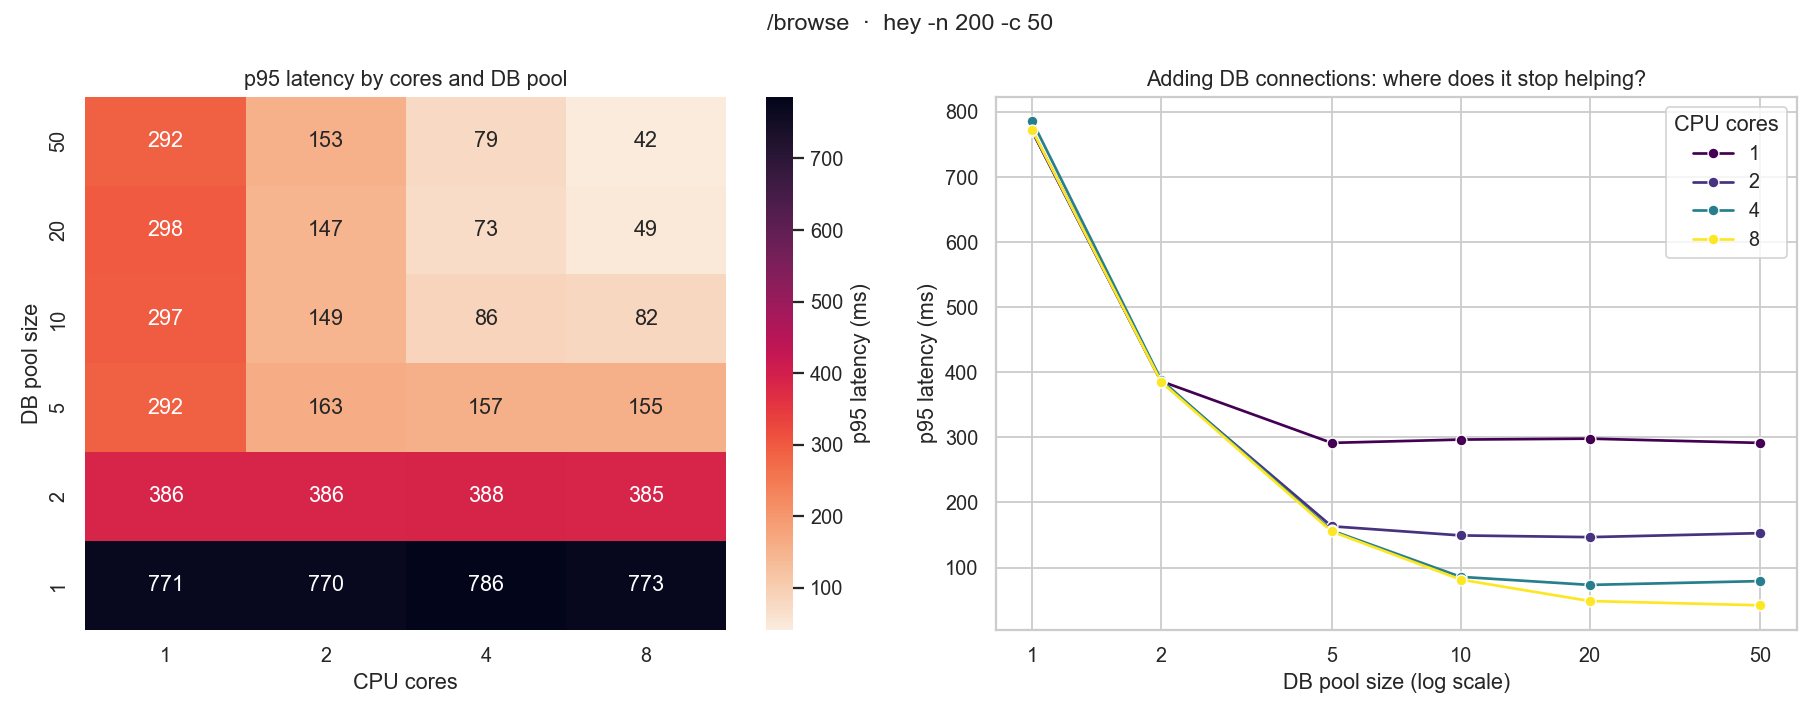 /browse · hey -n 200 -c 50
p95 latency by cores and DB pool
DB pool size
50
292 153 79 42
20
298 147 73 49
10
297 149 86 82
5
292 163 157 155
2
386 386 388 385
1
771 770 786 773
1 2 4 8
CPU cores
700
600
500
400
300
200
100
p95 latency (ms)
Adding DB connections: where does it stop helping?
p95 latency (ms)
800
700
600
500
400
300
200
100
CPU cores
1
2
4
8
1 2 5 10 20 50
DB pool size (log scale)